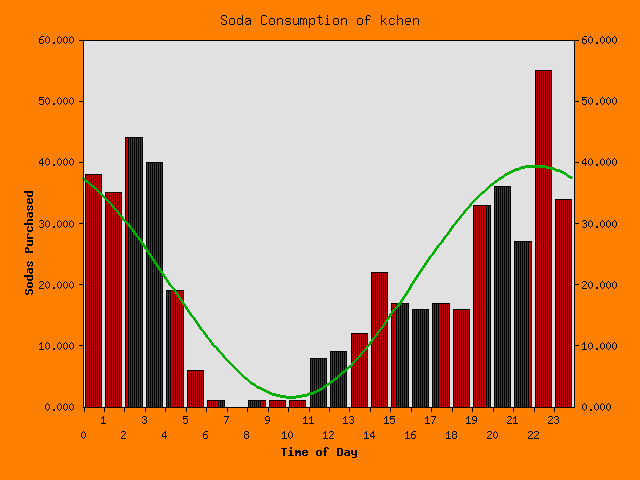 Soda Consumption of kchen
60.000 60.000
50.000 50.000
40.000 40.000
30.000 30.000
20.000 20.000
10.000 10.000
0.000 0.000
Sodas Purchased
1 3 4 5 7 9 11 13 15 17 19 21 23
0 2 4 6 8 10 12 14 16 18 20 22
Time of Day